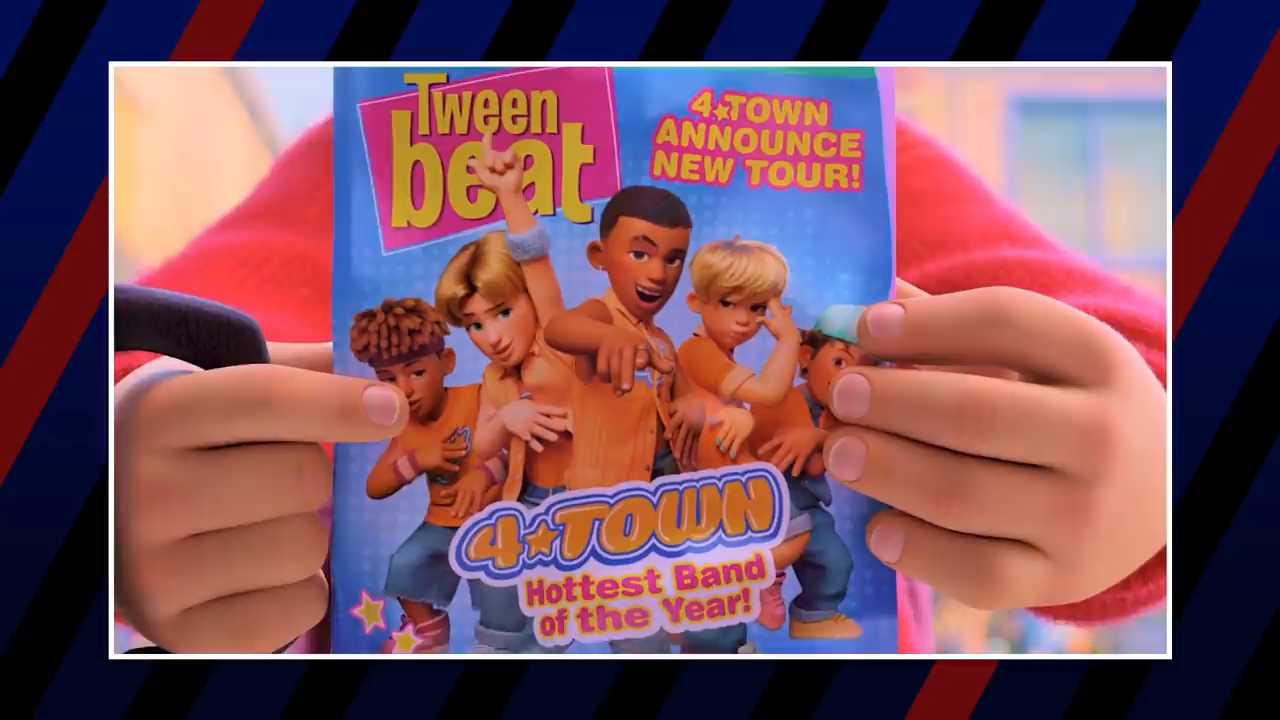 Tween
beat
4★TOWN
ANNOUNCE
NEW TOUR!
4★TOWN
Hottest Band
of the Year!